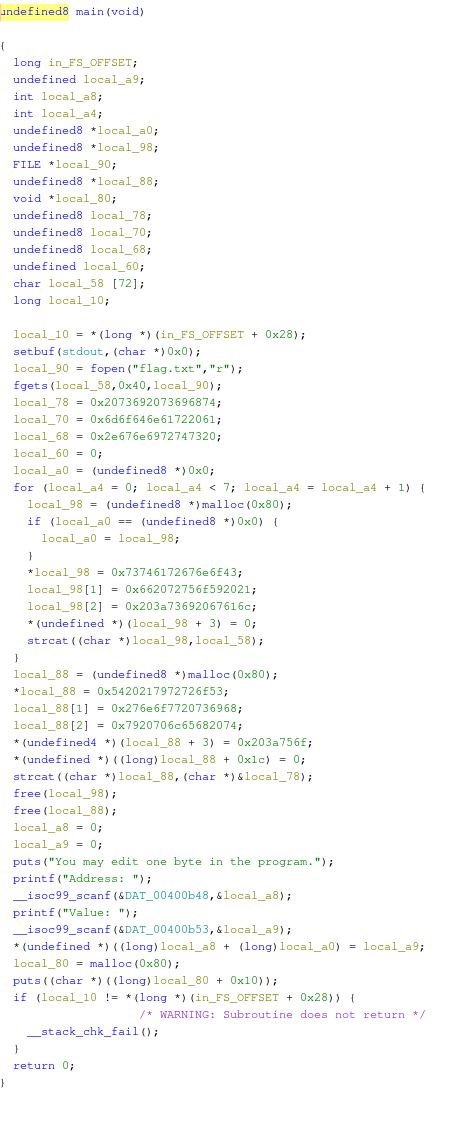 undefined8 main(void)
{
long in_FS_OFFSET;
undefined local_a9;
int local_a8;
int local_a4;
undefined8 *local_a0;
undefined8 *local_98;
FILE *local_90;
undefined8 *local_88;
void *local_80;
undefined8 local_78;
undefined8 local_70;
undefined8 local_68;
undefined local_60;
char local_58 [72];
long local_10;
local_10 = *(long *)(in_FS_OFFSET + 0x28);
setbuf(stdout,(char *)0x0);
local_90 = fopen("flag.txt","r");
fgets(local_58,0x40,local_90);
local_78 = 0x2073692073696874;
local_70 = 0x6d6f646e61722061;
local_68 = 0x2e676e6972747320;
local_60 = 0;
local_a0 = (undefined8 *)0x0;
for (local_a4 = 0; local_a4 < 7; local_a4 = local_a4 + 1) {
local_98 = (undefined8 *)malloc(0x80);
if (local_a0 == (undefined8 *)0x0) {
local_a0 = local_98;
}
*local_98 = 0x73746172676e6f43;
local_98[1] = 0x662072756f592021;
local_98[2] = 0x203a73692067616c;
*(undefined *)(local_98 + 3) = 0;
strcat((char *)local_98,local_58);
}
local_88 = (undefined8 *)malloc(0x80);
*local_88 = 0x5420217972726f53;
local_88[1] = 0x276e6f7720736968;
local_88[2] = 0x7920706c65682074;
*(undefined4 *)(local_88 + 3) = 0x203a756f;
*(undefined *)((long)local_88 + 0x1c) = 0;
strcat((char *)local_88,(char *)&local_78);
free(local_98);
free(local_88);
local_a8 = 0;
local_a9 = 0;
puts("You may edit one byte in the program.");
printf("Address: ");
__isoc99_scanf(&DAT_00400b48,&local_a8);
printf("Value: ");
__isoc99_scanf(&DAT_00400b53,&local_a9);
*(undefined *)((long)local_a8 + (long)local_a0) = local_a9;
local_80 = malloc(0x80);
puts((char *)((long)local_80 + 0x10));
if (local_10 != *(long *)(in_FS_OFFSET + 0x28)) {
/* WARNING: Subroutine does not return */
__stack_chk_fail();
}
return 0;
}